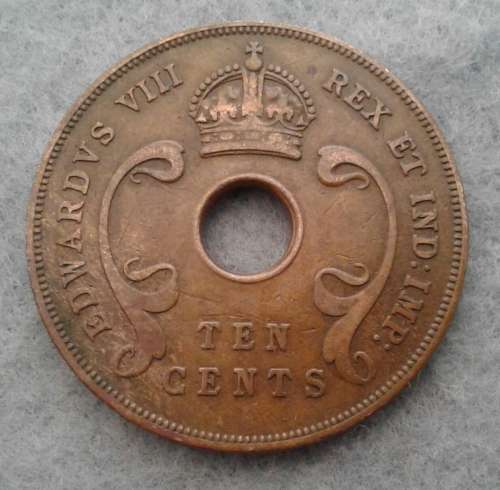 EDWARDVS VIII REX ET IND: IMP:
TEN
CENTS